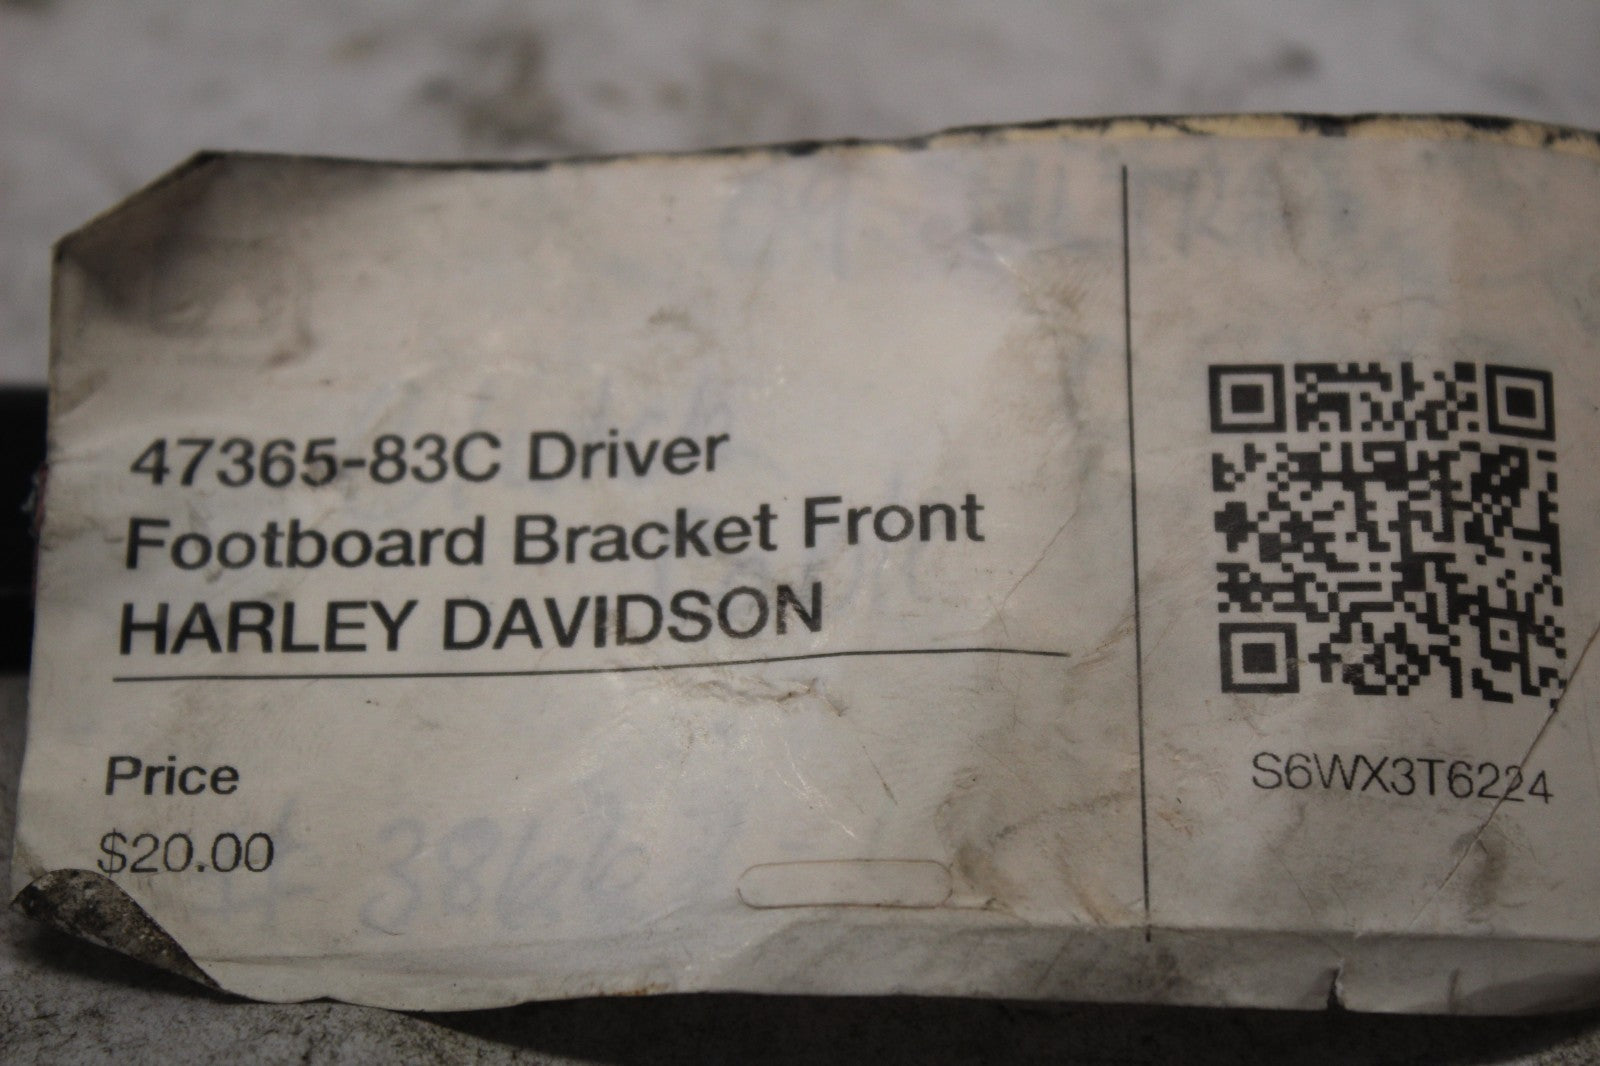 47365-83C Driver
Footboard Bracket Front
HARLEY DAVIDSON
Price
$20.00
S6WX3T6224